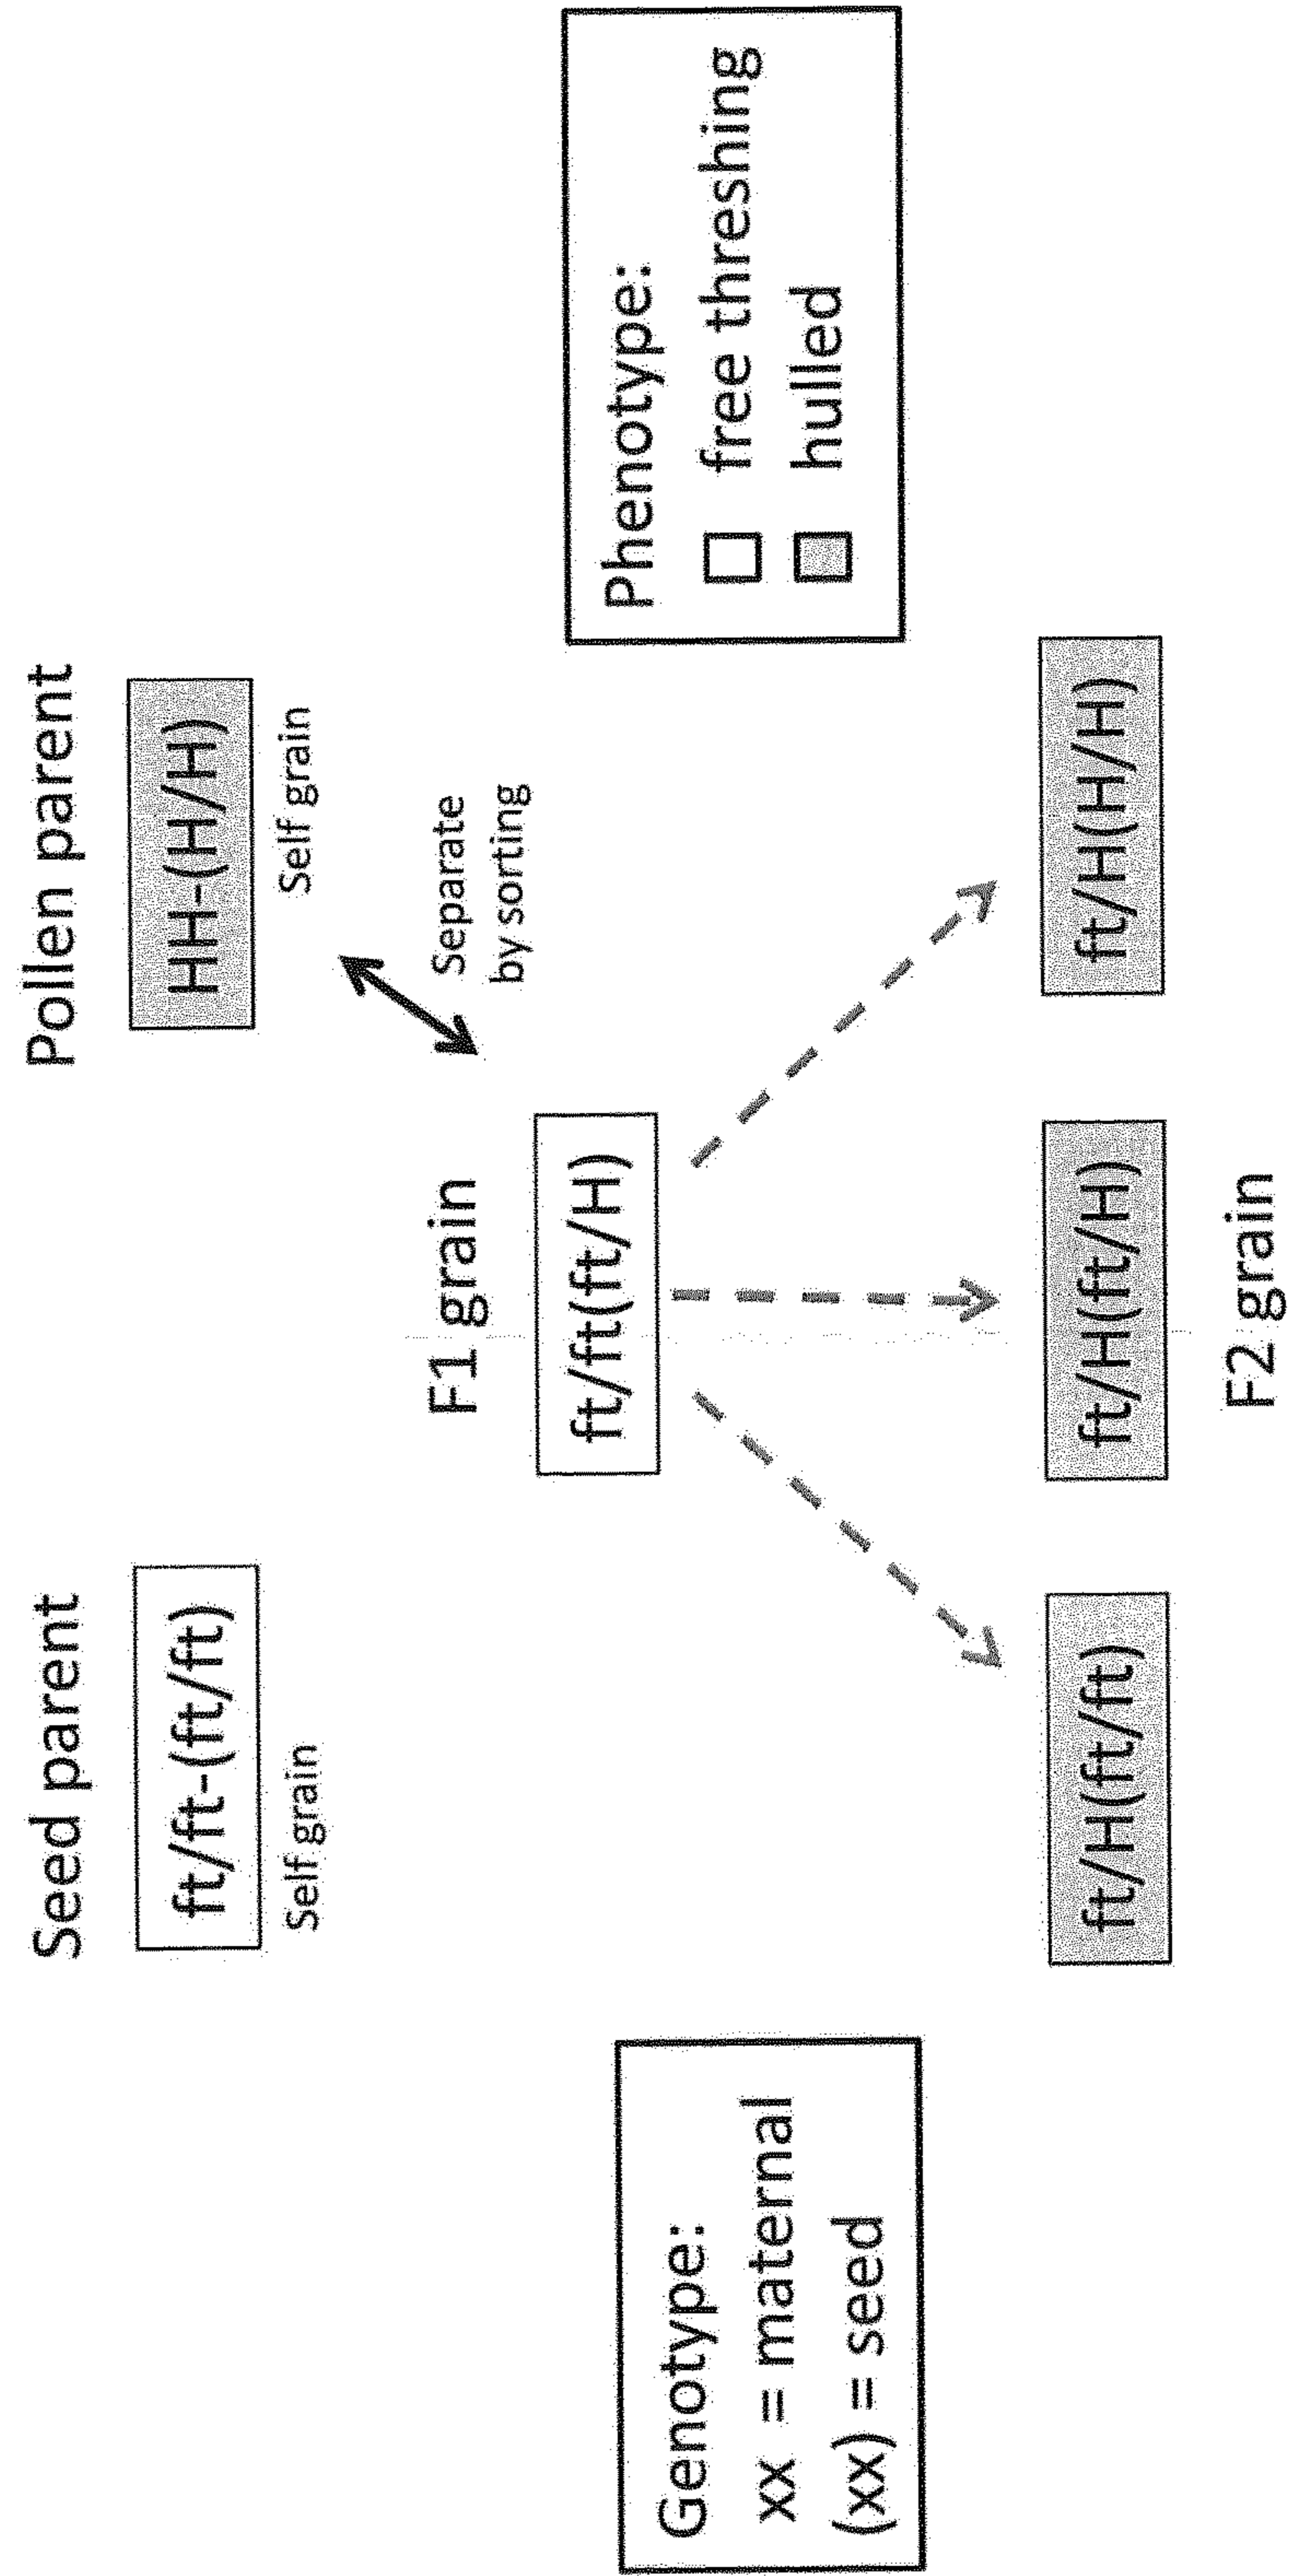 Seed parent
Pollen parent
ft/ft-(ft/ft)
HH-(H/H)
Self grain
Self grain
F1 grain
Separate
by sorting
ft/ft(ft/H)
Genotype:
xx = maternal
(xx) = seed
Phenotype:
free threshing
hulled
ft/H(ft/ft)
ft/H(ft/H)
ft/H(H/H)
F2 grain